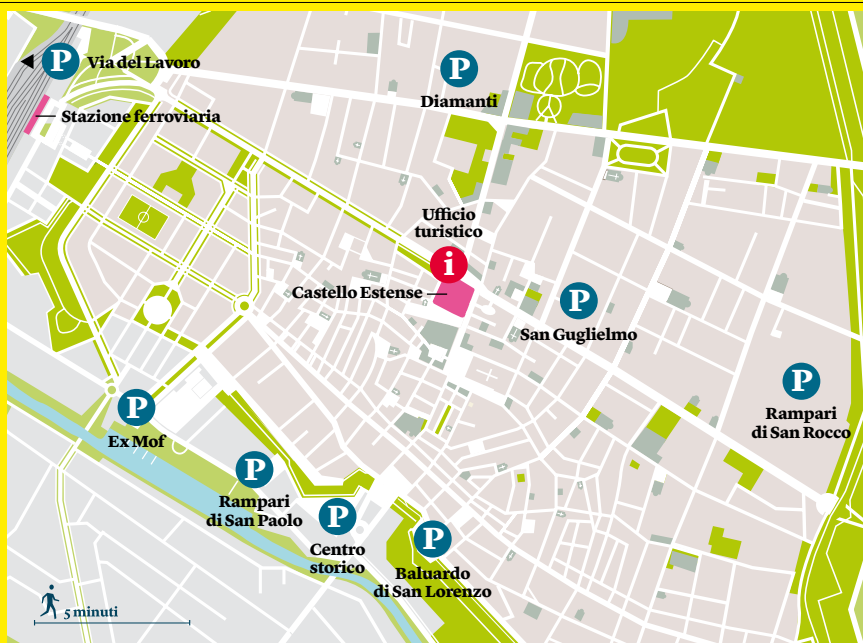 P Via del Lavoro
Stazione ferroviaria
P
Diamanti
Ufficio
turistico
i
Castello Estense
P
San Guglielmo
P
Rampari
di San Rocco
P
Ex Mof
P
Rampari
di San Paolo
P
Centro
storico
P
Baluardo
di San Lorenzo
5 minuti